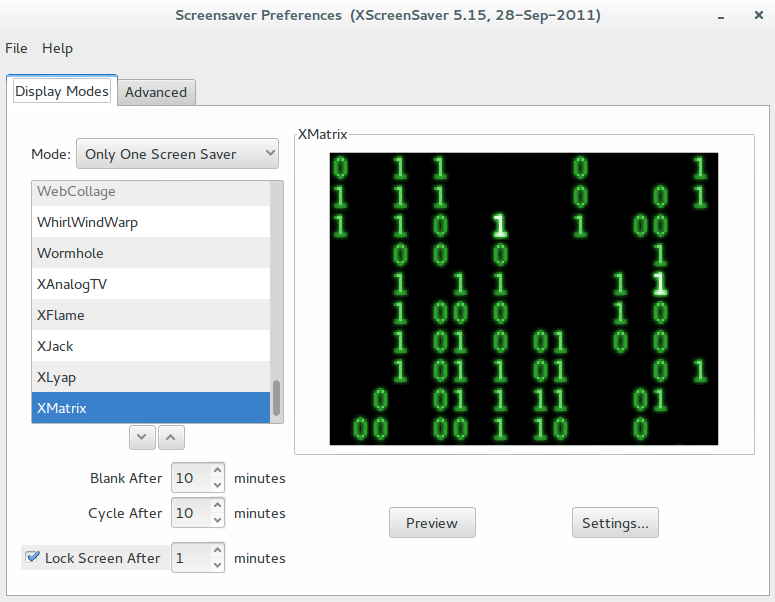 Screensaver Preferences (XScreenSaver 5.15, 28-Sep-2011)
File Help
Display Modes Advanced
Mode: Only One Screen Saver
WebCollage
WhirlWindWarp
Wormhole
XAnalogTV
XFlame
XJack
XLyap
XMatrix
Blank After 10 minutes
Cycle After 10 minutes
Lock Screen After 1 minutes
XMatrix
0 1 1 0 1
1 1 1 0 0 1
1 1 0 1 1 00
0 0 0 1
1 1 1 1 1
1 00 0 1 0
1 01 0 01 0 0
1 01 1 01 0 1
0 01 1 11 01
00 00 1 10 0
Preview Settings...